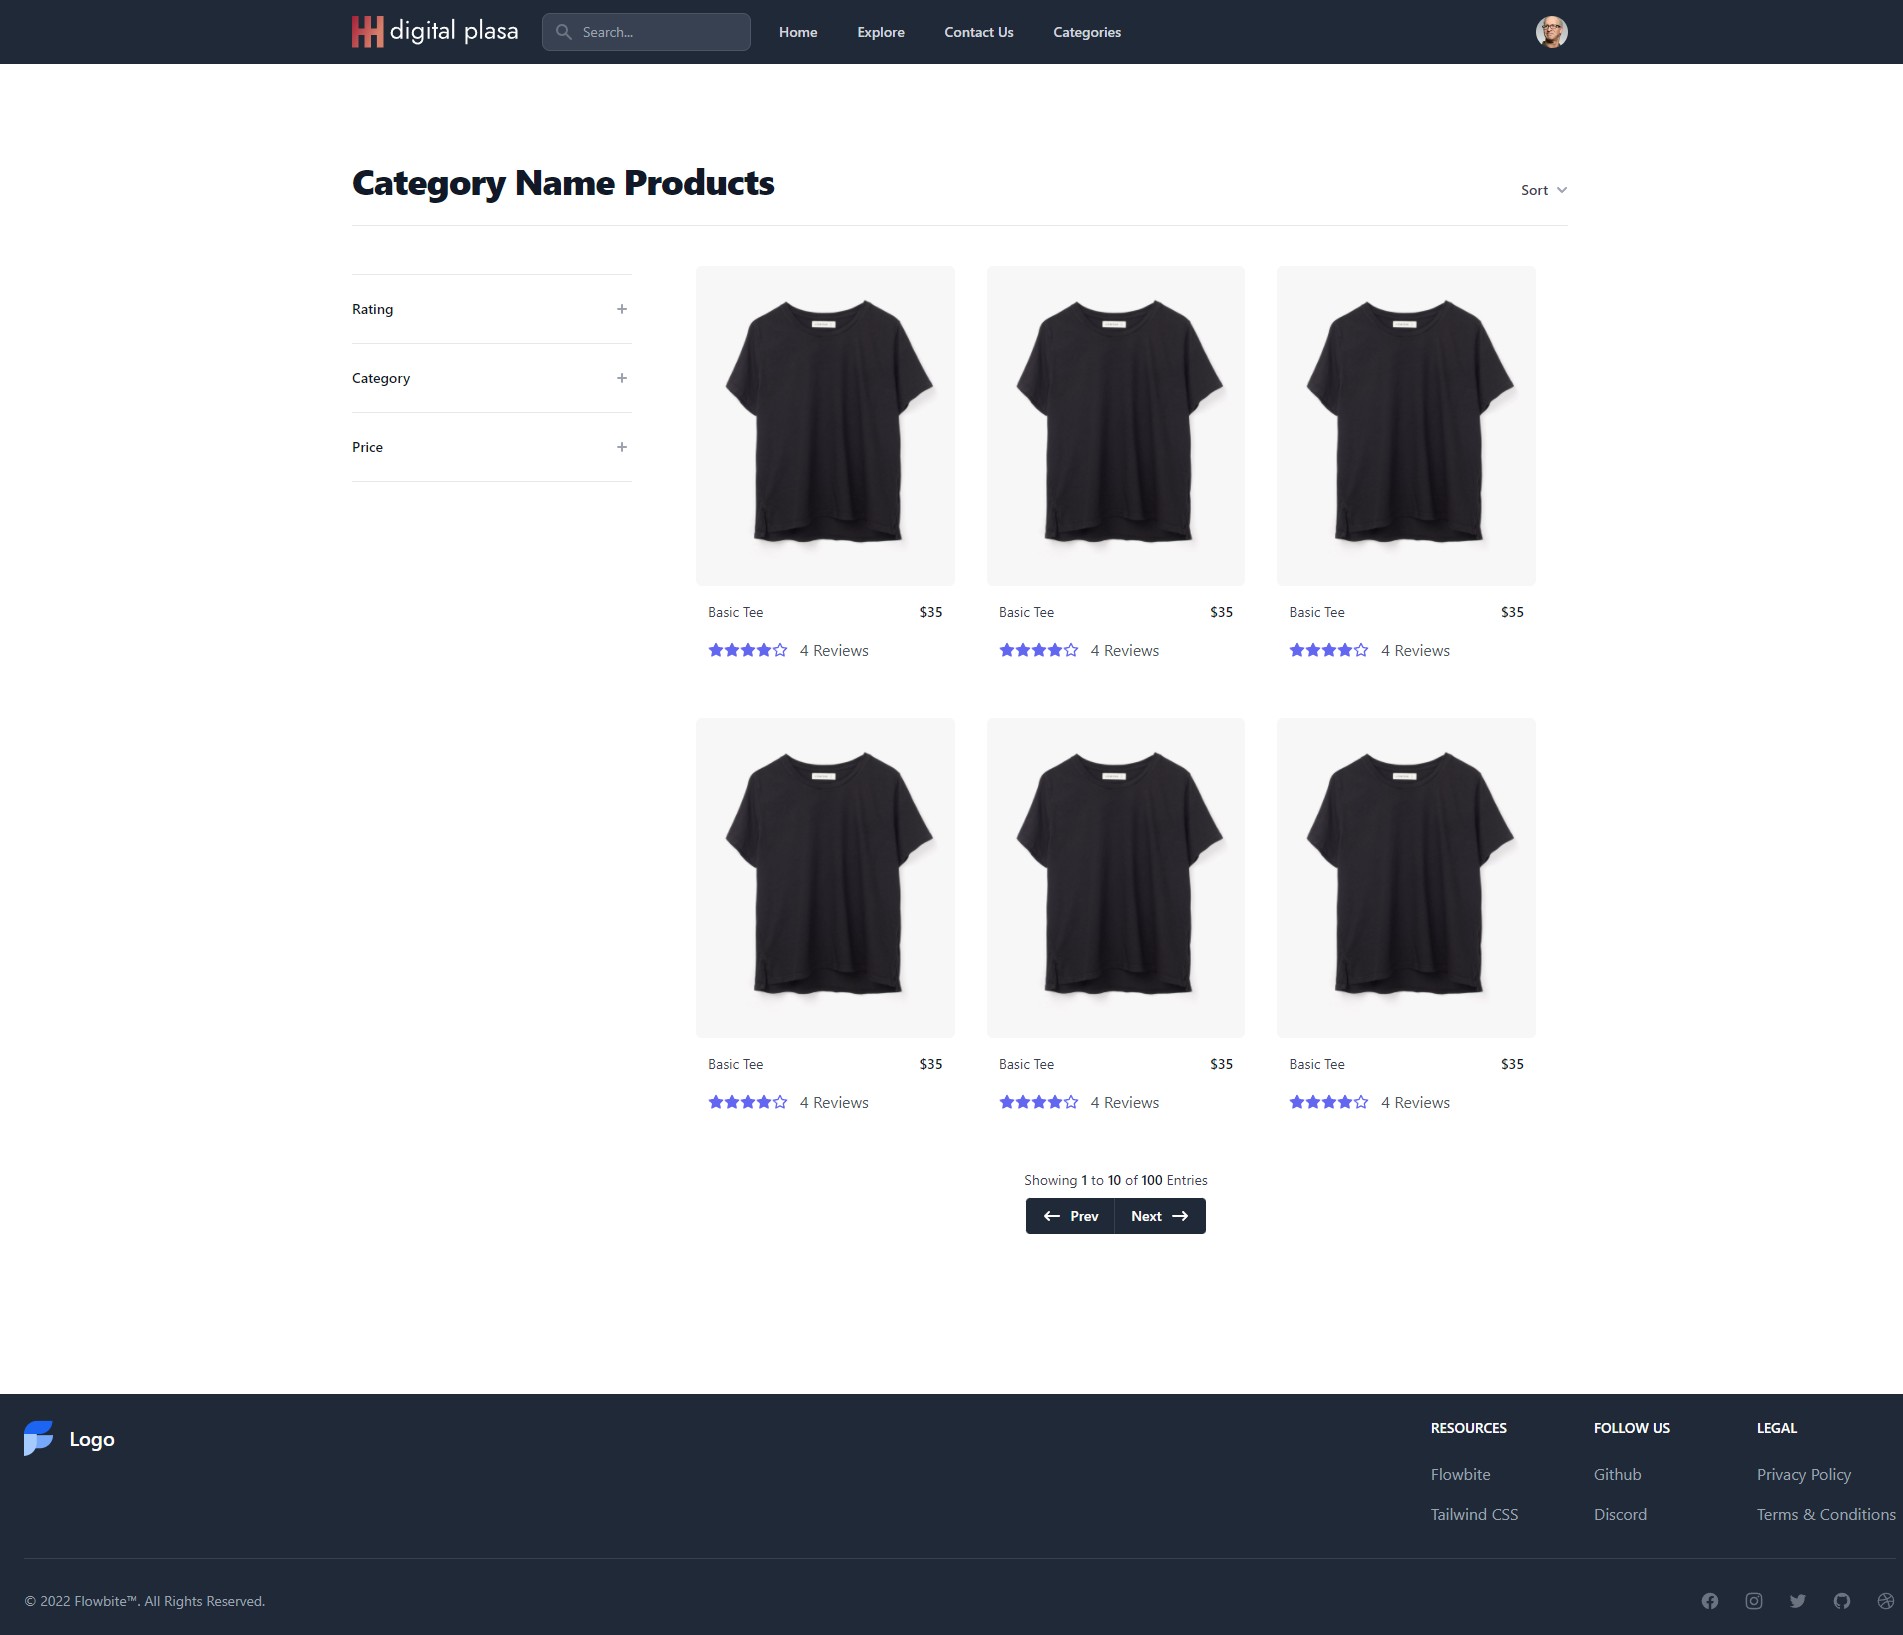 digital plasa
Search...
Home
Explore
Contact Us
Categories
Category Name Products
Sort
Rating
Category
Price
Basic Tee $35
4 Reviews
Basic Tee $35
4 Reviews
Basic Tee $35
4 Reviews
Basic Tee $35
4 Reviews
Basic Tee $35
4 Reviews
Basic Tee $35
4 Reviews
Showing 1 to 10 of 100 Entries
Prev
Next
Logo
RESOURCES
Flowbite
Tailwind CSS
FOLLOW US
Github
Discord
LEGAL
Privacy Policy
Terms & Conditions
© 2022 Flowbite™. All Rights Reserved.